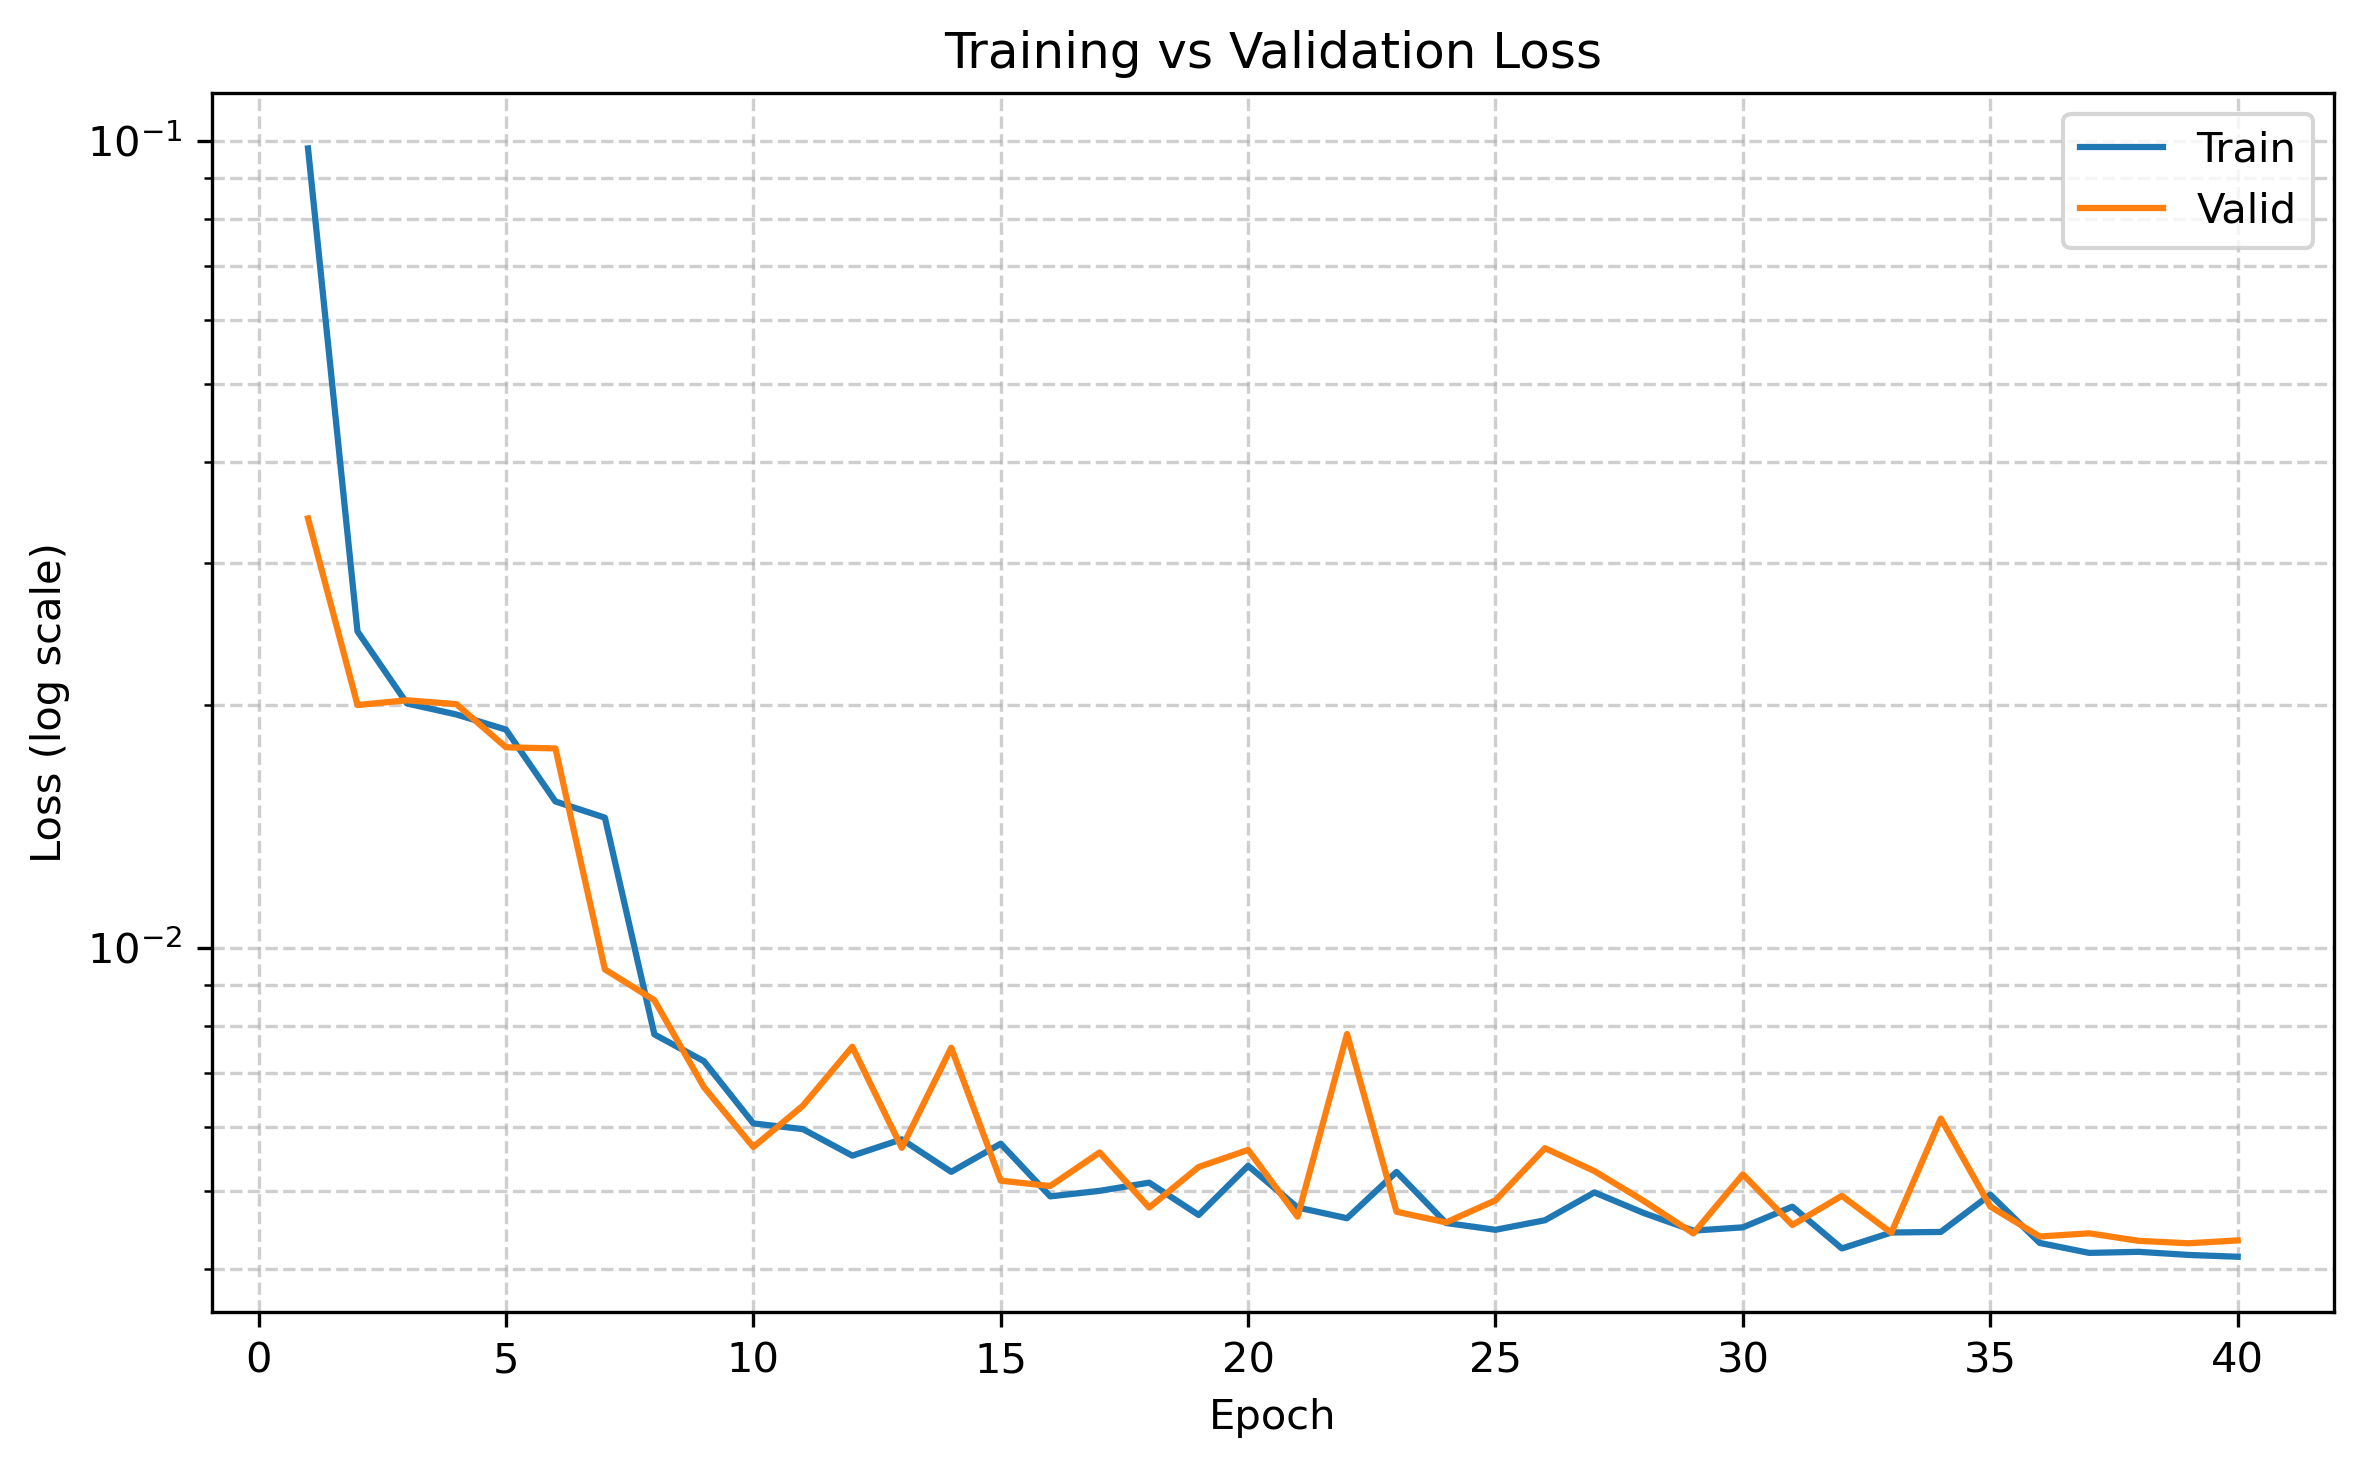 Training vs Validation Loss
Train
Valid
Loss (log scale)
10⁻¹
10⁻²
0 5 10 15 20 25 30 35 40
Epoch